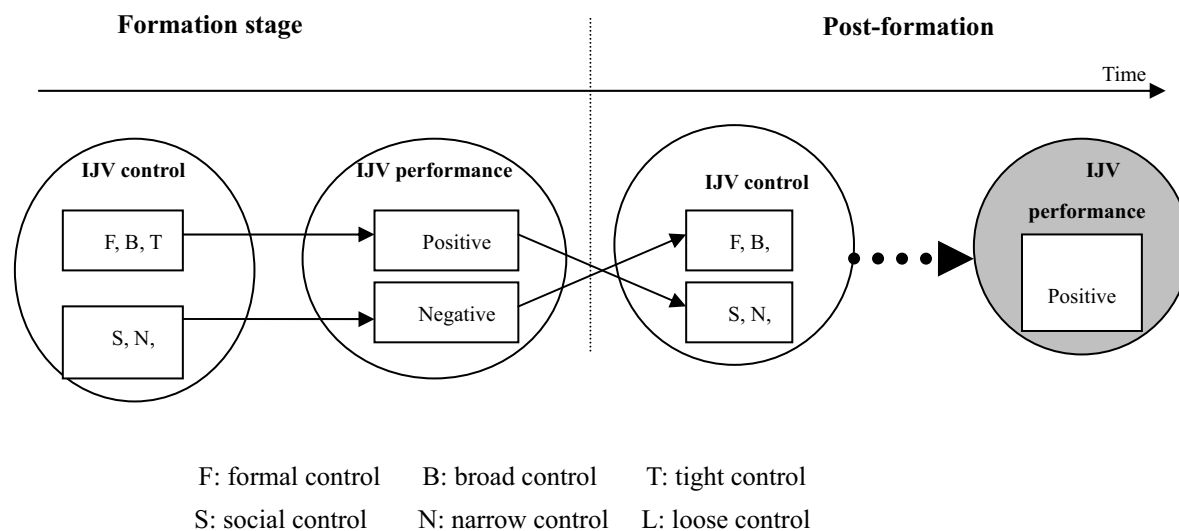 Formation stage Post-formation
Time
IJV control IJV performance IJV control IJV
performance
F, B, T Positive F, B,
S, N, Negative S, N, Positive
F: formal control B: broad control T: tight control
S: social control N: narrow control L: loose control